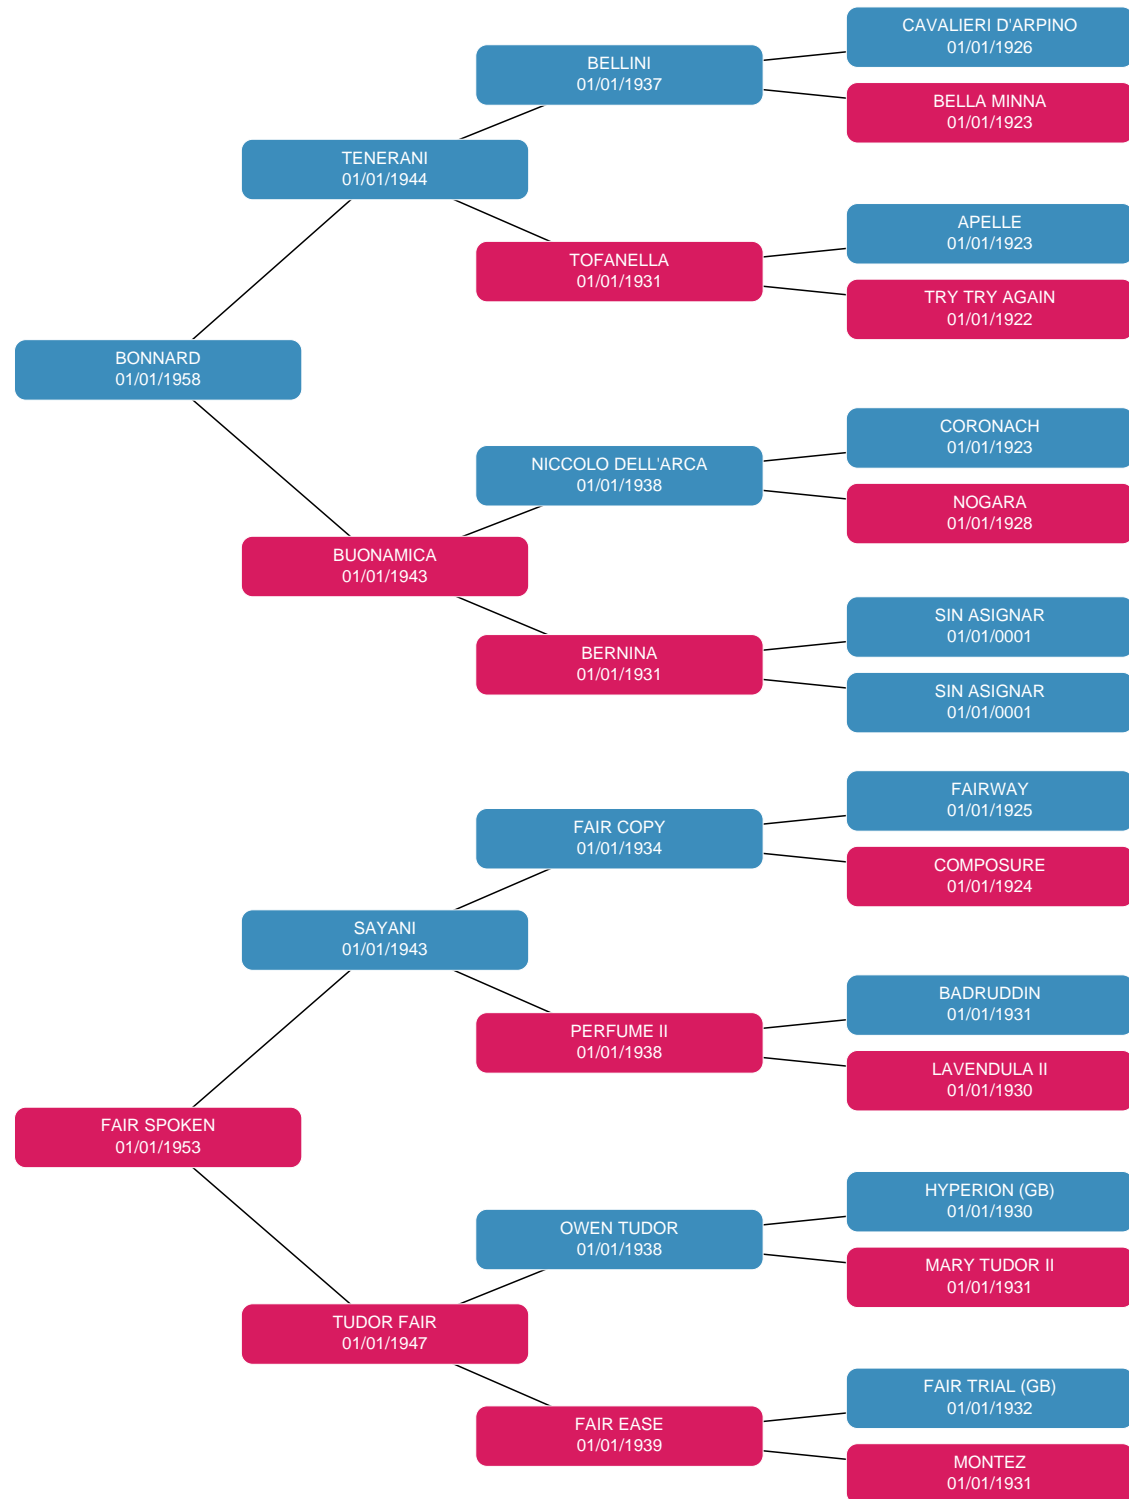 CAVALIERI D'ARPINO
01/01/1926
BELLINI
01/01/1937
BELLA MINNA
01/01/1923
TENERANI
01/01/1944
APELLE
01/01/1923
TOFANELLA
01/01/1931
TRY TRY AGAIN
01/01/1922
BONNARD
01/01/1958
CORONACH
01/01/1923
NICCOLO DELL'ARCA
01/01/1938
NOGARA
01/01/1928
BUONAMICA
01/01/1943
SIN ASIGNAR
01/01/0001
BERNINA
01/01/1931
SIN ASIGNAR
01/01/0001
FAIRWAY
01/01/1925
FAIR COPY
01/01/1934
COMPOSURE
01/01/1924
SAYANI
01/01/1943
BADRUDDIN
01/01/1931
PERFUME II
01/01/1938
LAVENDULA II
01/01/1930
FAIR SPOKEN
01/01/1953
HYPERION (GB)
01/01/1930
OWEN TUDOR
01/01/1938
MARY TUDOR II
01/01/1931
TUDOR FAIR
01/01/1947
FAIR TRIAL (GB)
01/01/1932
FAIR EASE
01/01/1939
MONTEZ
01/01/1931